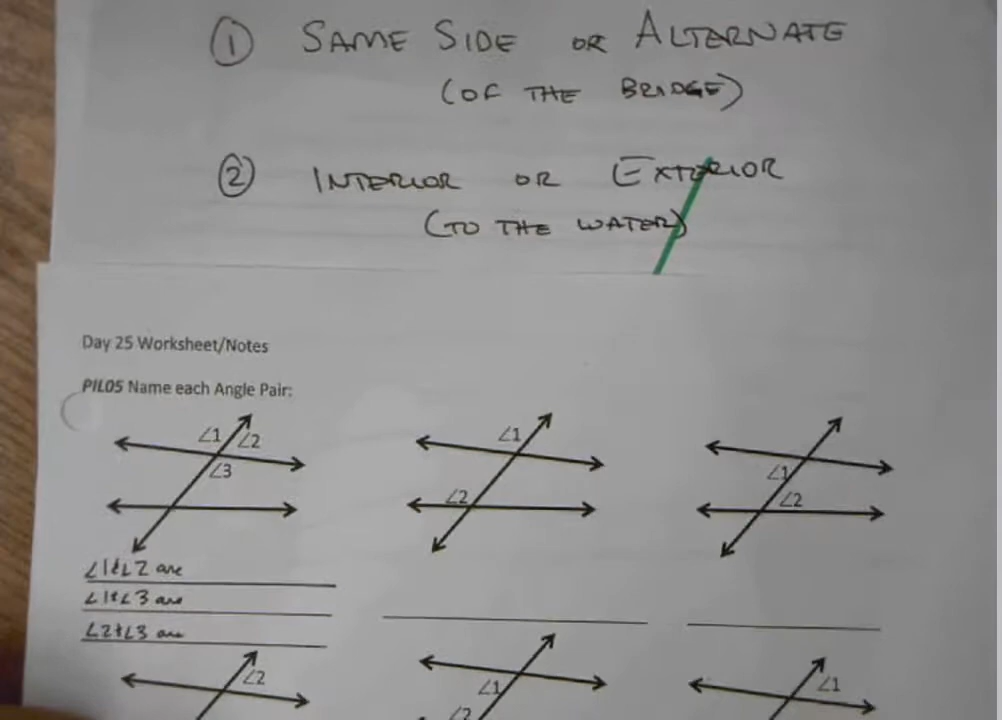 ① SAME SIDE OR ALTERNATE
(OF THE BRIDGE)
② INTERIOR OR EXTERIOR
(TO THE WATER)
Day 25 Worksheet/Notes
PIL05 Name each Angle Pair:
∠1 ∠2
∠3
∠1
∠2
∠1
∠2
∠1&∠2 are
∠1&∠3 are
∠2+∠3 are
∠2
∠1
∠2
∠1